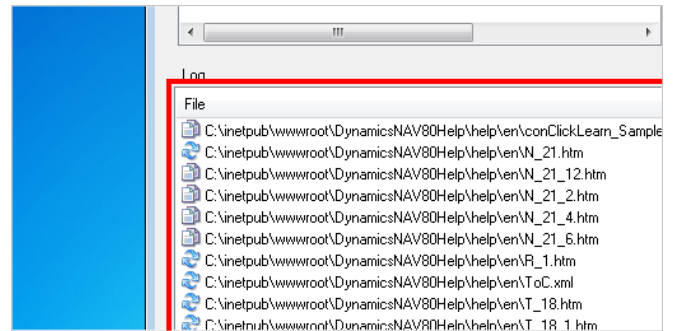 Log
File
C:\inetpub\wwwroot\DynamicsNAV80Help\help\en\conClickLearn_Sample
C:\inetpub\wwwroot\DynamicsNAV80Help\help\en\N_21.htm
C:\inetpub\wwwroot\DynamicsNAV80Help\help\en\N_21_12.htm
C:\inetpub\wwwroot\DynamicsNAV80Help\help\en\N_21_2.htm
C:\inetpub\wwwroot\DynamicsNAV80Help\help\en\N_21_4.htm
C:\inetpub\wwwroot\DynamicsNAV80Help\help\en\N_21_6.htm
C:\inetpub\wwwroot\DynamicsNAV80Help\help\en\R_1.htm
C:\inetpub\wwwroot\DynamicsNAV80Help\help\en\ToC.xml
C:\inetpub\wwwroot\DynamicsNAV80Help\help\en\T_18.htm
C:\inetpub\wwwroot\DynamicsNAV80Help\help\en\T_18_1.htm